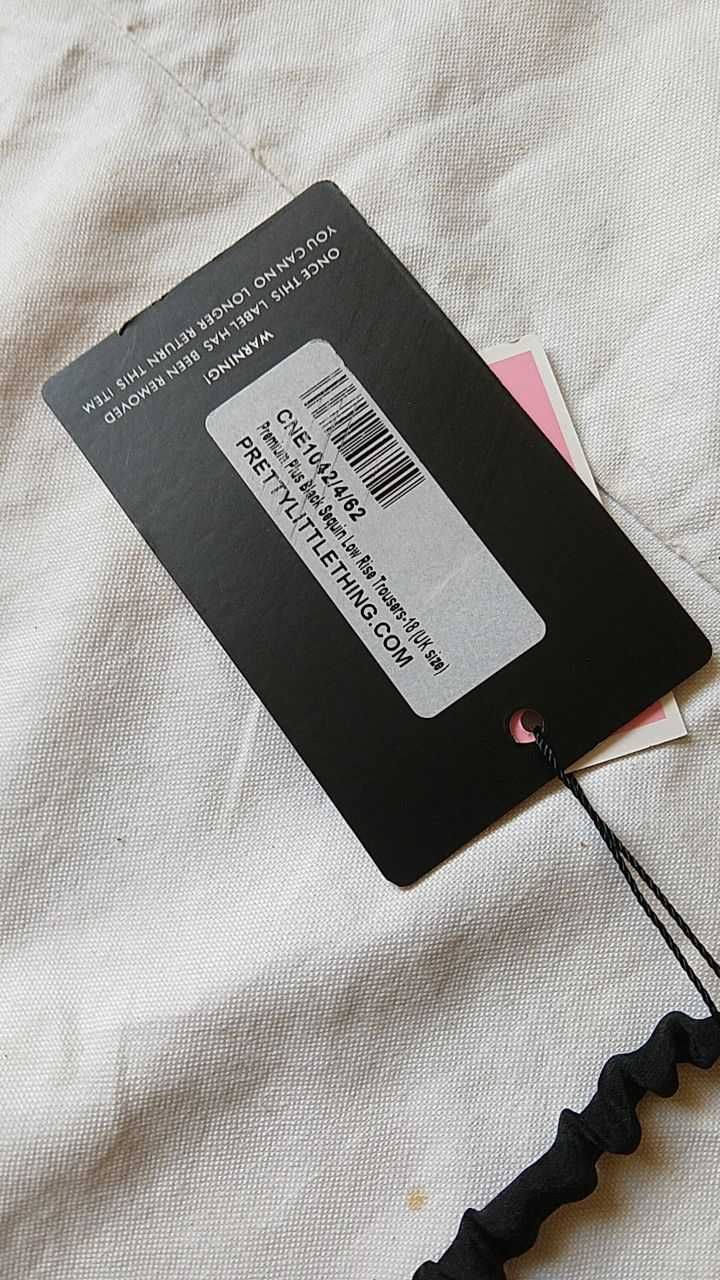 WARNING!
ONCE THIS LABEL HAS BEEN REMOVED
YOU CAN NO LONGER RETURN THIS ITEM
CNE1042/4/62
Premium Plus Black Sequin Low Rise Trousers-18 (UK size)
PRETTYLITTLETHING.COM